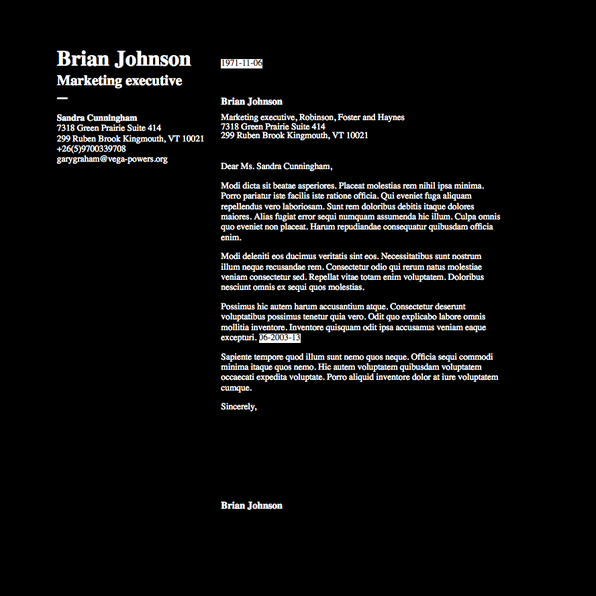 Brian Johnson
Marketing executive
Sandra Cunningham
7318 Green Prairie Suite 414
299 Ruben Brook Kingmouth, VT 10021
+26(5)9700339708
garygraham@vega-powers.org
1971-11-06
Brian Johnson
Marketing executive, Robinson, Foster and Haynes
7318 Green Prairie Suite 414
299 Ruben Brook Kingmouth, VT 10021
Dear Ms. Sandra Cunningham,
Modi dicta sit beatae asperiores. Placeat molestias rem nihil ipsa minima.
Porro pariatur iste facilis iste ratione officia. Qui eveniet fuga aliquam
repellendus vero laboriosam. Sunt rem doloribus debitis itaque dolores
maiores. Alias fugiat error sequi numquam assumenda hic illum. Culpa omnis
quo eveniet non placeat. Harum repudiandae consequatur quibusdam officia
enim.
Modi deleniti eos ducimus veritatis sint eos. Necessitatibus sunt nostrum
illum neque recusandae rem. Consectetur odio qui rerum natus molestiae
veniam consectetur sed. Repellat vitae totam enim voluptatem. Doloribus
nesciunt omnis ex sequi quos molestias.
Possimus hic autem harum accusantium atque. Consectetur deserunt
voluptatibus possimus tenetur quia vero. Odit quo explicabo labore omnis
mollitia inventore. Inventore quisquam odit ipsa accusamus veniam eaque
excepturi. 06-2003-13
Sapiente tempore quod illum sunt nemo quos neque. Officia sequi commodi
minima itaque quos nemo. Hic autem voluptatem quibusdam voluptatem
occaecati expedita voluptate. Porro aliquid inventore dolor at iure voluptatem
cumque.
Sincerely,
Brian Johnson